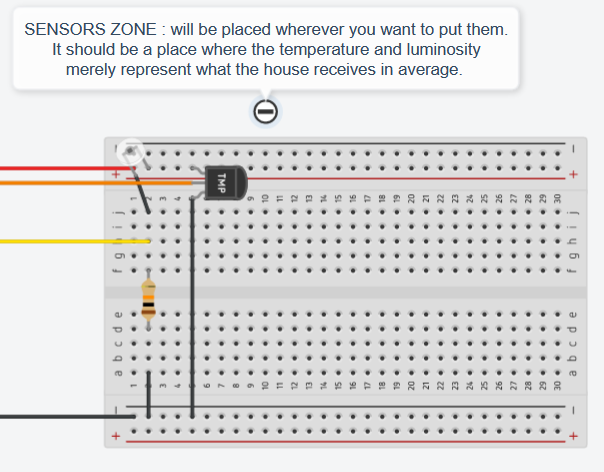 SENSORS ZONE : will be placed wherever you want to put them.
It should be a place where the temperature and luminosity
merely represent what the house receives in average.
− −
+ +
TMP
1 2 3 4 5 6 7 8 9 10 11 12 13 14 15 16 17 18 19 20 21 22 23 24 25 26 27 28 29 30
j j
i i
h h
g g
f f
e e
d d
c c
b b
a a
1 2 3 4 5 6 7 8 9 10 11 12 13 14 15 16 17 18 19 20 21 22 23 24 25 26 27 28 29 30
− −
+ +